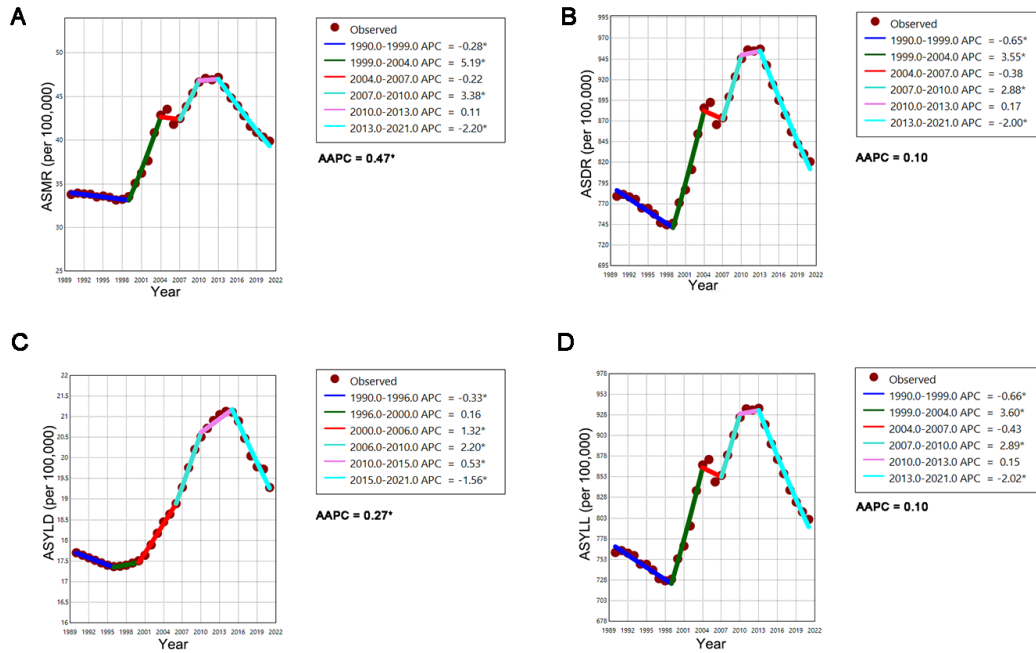 A
ASMR (per 100,000)
50
45
40
35
30
25
1989 1992 1995 1998 2001 2004 2007 2010 2013 2016 2019 2022
Year
Observed
1990.0-1999.0 APC = -0.28*
1999.0-2004.0 APC = 5.19*
2004.0-2007.0 APC = -0.22
2007.0-2010.0 APC = 3.38*
2010.0-2013.0 APC = 0.11
2013.0-2021.0 APC = -2.20*
AAPC = 0.47*
B
ASDR (per 100,000)
995
970
945
920
895
870
845
820
795
770
745
720
695
1989 1992 1995 1998 2001 2004 2007 2010 2013 2016 2019 2022
Year
Observed
1990.0-1999.0 APC = -0.65*
1999.0-2004.0 APC = 3.55*
2004.0-2007.0 APC = -0.38
2007.0-2010.0 APC = 2.88*
2010.0-2013.0 APC = 0.17
2013.0-2021.0 APC = -2.00*
AAPC = 0.10
C
ASYLD (per 100,000)
22
21.5
21
20.5
20
19.5
19
18.5
18
17.5
17
16.5
16
1989 1992 1995 1998 2001 2004 2007 2010 2013 2016 2019 2022
Year
Observed
1990.0-1996.0 APC = -0.33*
1996.0-2000.0 APC = 0.16
2000.0-2006.0 APC = 1.32*
2006.0-2010.0 APC = 2.20*
2010.0-2015.0 APC = 0.53*
2015.0-2021.0 APC = -1.56*
AAPC = 0.27*
D
ASYLL (per 100,000)
978
953
928
903
878
853
828
803
778
753
728
703
678
1989 1992 1995 1998 2001 2004 2007 2010 2013 2016 2019 2022
Year
Observed
1990.0-1999.0 APC = -0.66*
1999.0-2004.0 APC = 3.60*
2004.0-2007.0 APC = -0.43
2007.0-2010.0 APC = 2.89*
2010.0-2013.0 APC = 0.15
2013.0-2021.0 APC = -2.02*
AAPC = 0.10